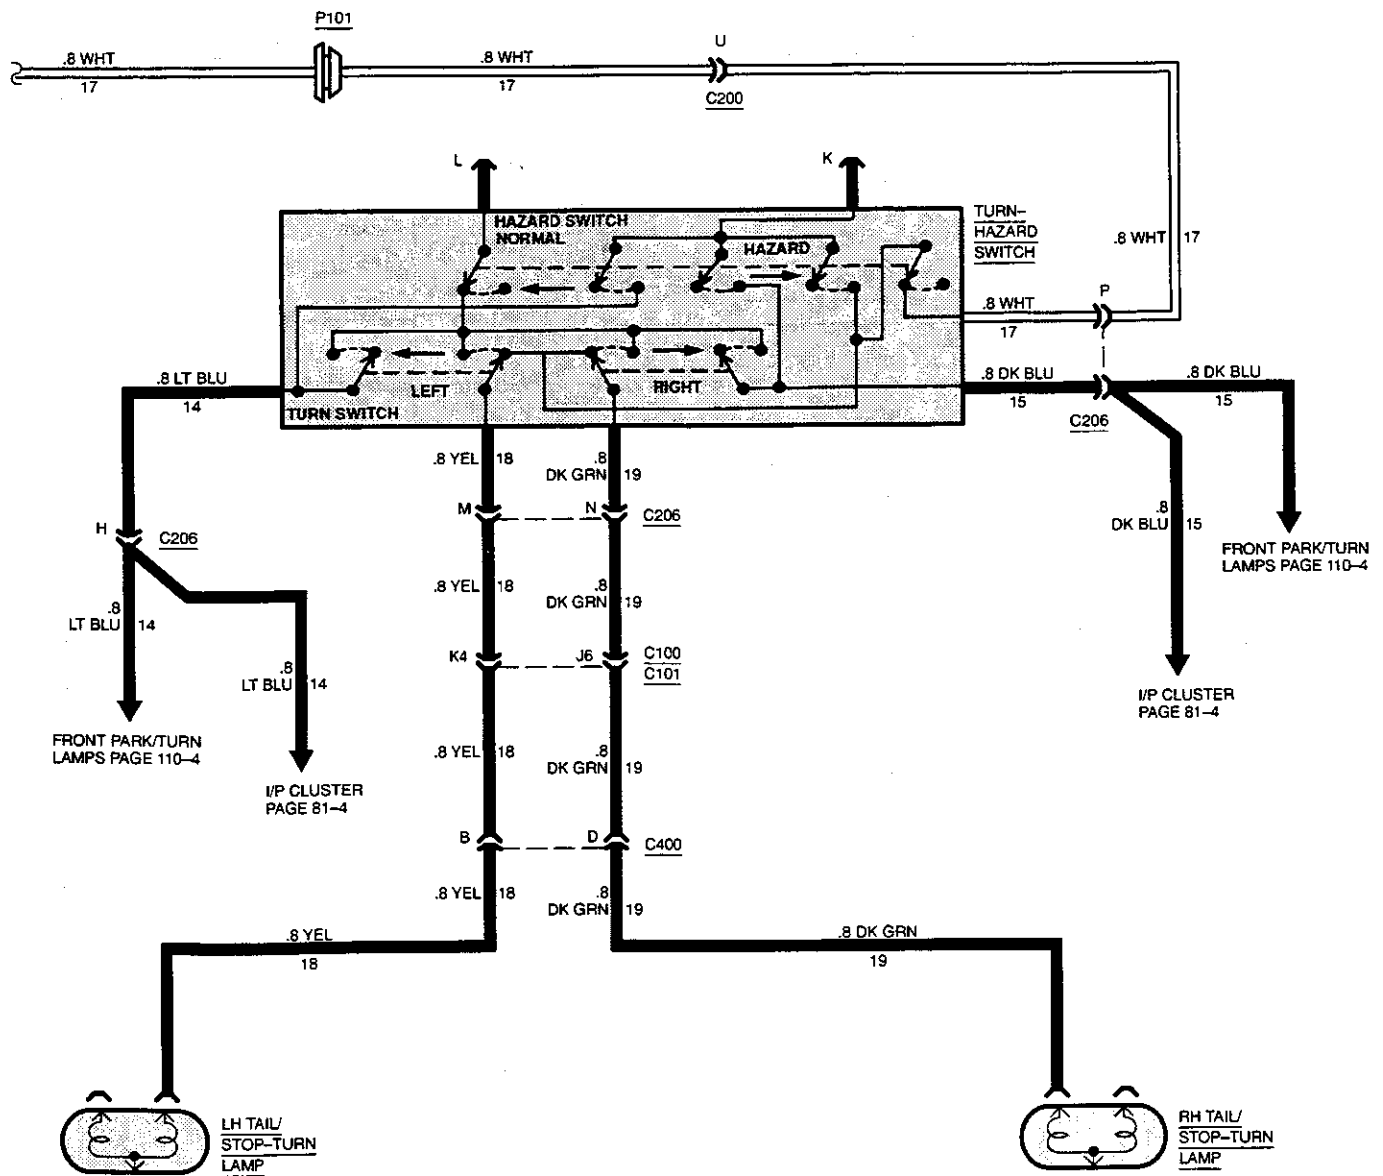 P101
.8 WHT
17
.8 WHT
17
U
C200
L
K
HAZARD SWITCH
NORMAL
HAZARD
TURN-
HAZARD
SWITCH
.8 WHT
17
.8 WHT
17
P
LEFT
RIGHT
TURN SWITCH
.8 LT BLU
14
.8 DK BLU
15
.8 DK BLU
15
C206
.8 YEL
18
.8
DK GRN
19
M
N
C206
H
C206
.8
DK BLU
15
FRONT PARK/TURN
LAMPS PAGE 110-4
.8 YEL
18
.8
DK GRN
19
.8
LT BLU
14
K4
J6
C100
C101
.8
LT BLU
14
I/P CLUSTER
PAGE 81-4
FRONT PARK/TURN
LAMPS PAGE 110-4
.8 YEL
18
.8
DK GRN
19
I/P CLUSTER
PAGE 81-4
B
D
C400
.8 YEL
18
.8
DK GRN
19
.8 YEL
18
.8 DK GRN
19
LH TAIL/
STOP-TURN
LAMP
RH TAIL/
STOP-TURN
LAMP